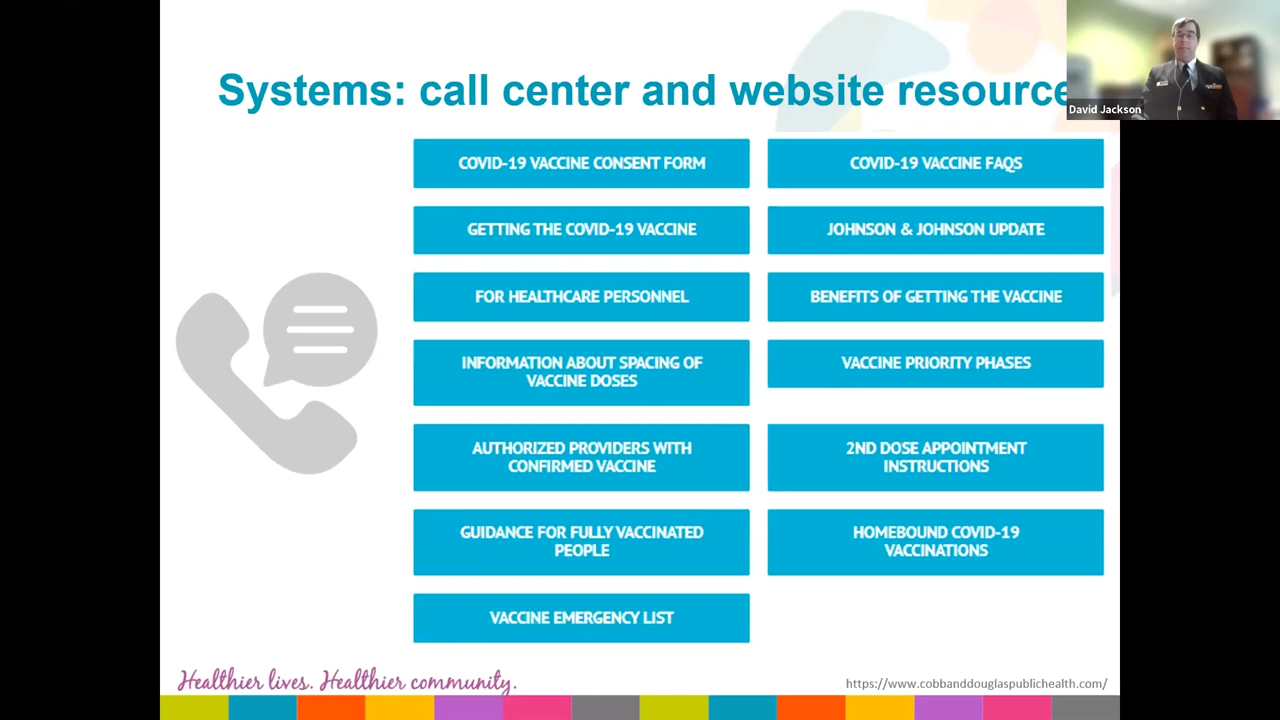 Systems: call center and website resource
David Jackson
COVID-19 VACCINE CONSENT FORM
COVID-19 VACCINE FAQS
GETTING THE COVID-19 VACCINE
JOHNSON & JOHNSON UPDATE
FOR HEALTHCARE PERSONNEL
BENEFITS OF GETTING THE VACCINE
INFORMATION ABOUT SPACING OF
VACCINE DOSES
VACCINE PRIORITY PHASES
AUTHORIZED PROVIDERS WITH
CONFIRMED VACCINE
2ND DOSE APPOINTMENT
INSTRUCTIONS
GUIDANCE FOR FULLY VACCINATED
PEOPLE
HOMEBOUND COVID-19
VACCINATIONS
VACCINE EMERGENCY LIST
Healthier lives. Healthier community.
https://www.cobbanddouglaspublichealth.com/